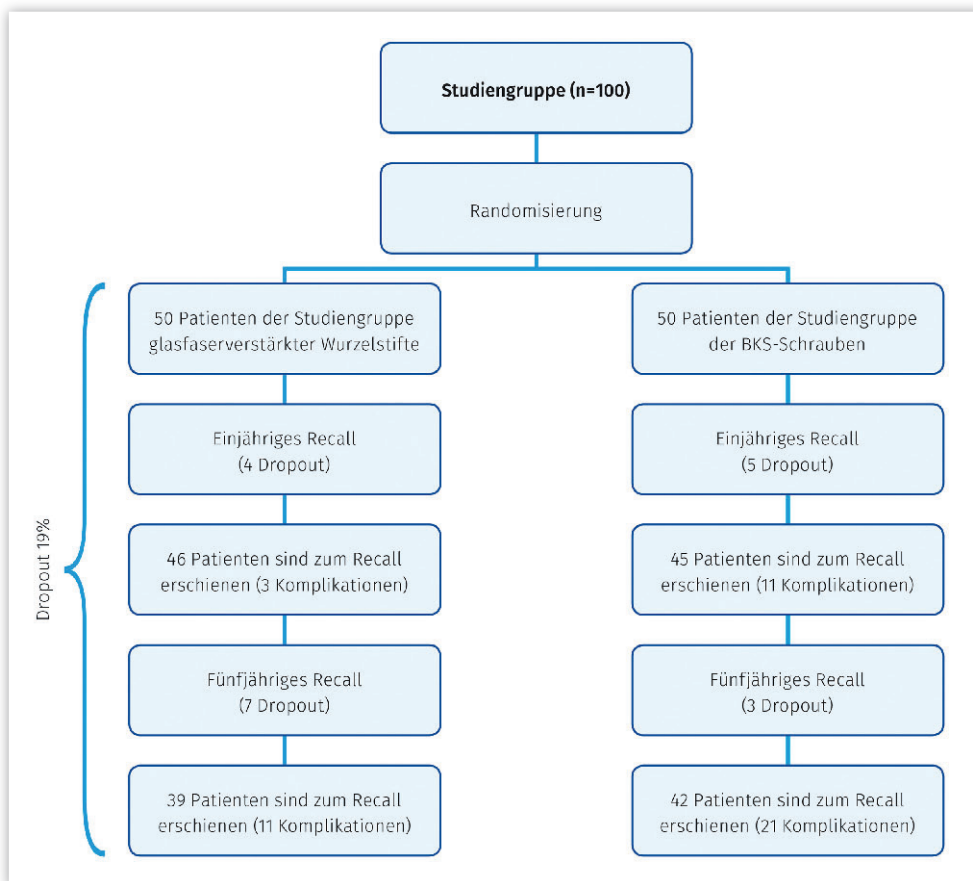 Studiengruppe (n=100)
Randomisierung
Dropout 19%
50 Patienten der Studiengruppe
glasfaserverstärkter Wurzelstifte
Einjähriges Recall
(4 Dropout)
46 Patienten sind zum Recall
erschienen (3 Komplikationen)
Fünfjähriges Recall
(7 Dropout)
39 Patienten sind zum Recall
erschienen (11 Komplikationen)
50 Patienten der Studiengruppe
der BKS-Schrauben
Einjähriges Recall
(5 Dropout)
45 Patienten sind zum Recall
erschienen (11 Komplikationen)
Fünfjähriges Recall
(3 Dropout)
42 Patienten sind zum Recall
erschienen (21 Komplikationen)